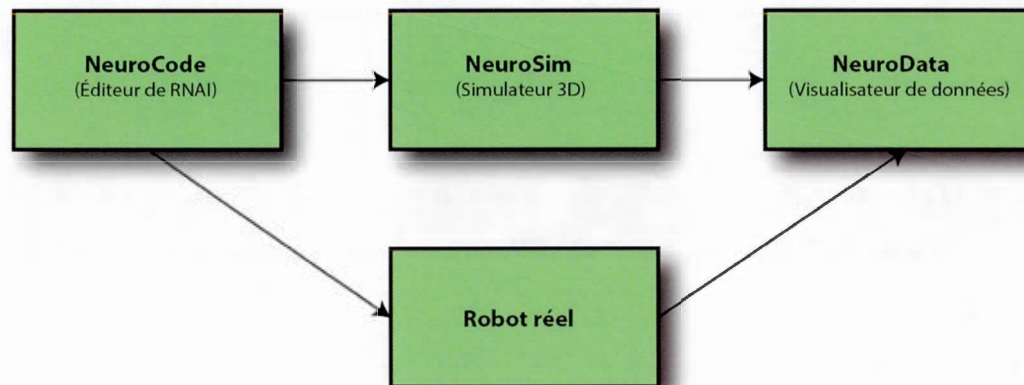 NeuroCode
(Éditeur de RNAI)
NeuroSim
(Simulateur 3D)
NeuroData
(Visualisateur de données)
Robot réel